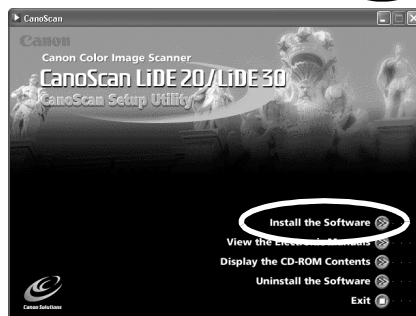 CanoScan
Canon
Canon Color Image Scanner
CanoScan LiDE 20/LiDE 30
CanoScan Setup Utility
Install the Software
View the Electronic Manuals
Display the CD-ROM Contents
Uninstall the Software
Exit
Canon Solutions